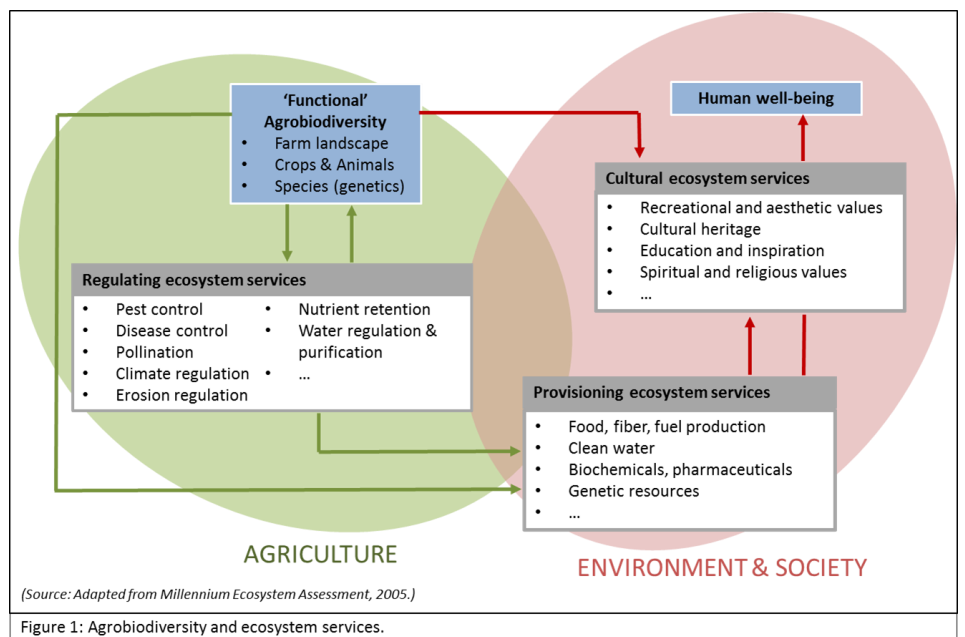 ‘Functional’
Agrobiodiversity
• Farm landscape
• Crops & Animals
• Species (genetics)
Human well-being
Cultural ecosystem services
• Recreational and aesthetic values
• Cultural heritage
• Education and inspiration
• Spiritual and religious values
• ...
Regulating ecosystem services
• Pest control
• Disease control
• Pollination
• Climate regulation
• Erosion regulation
• Nutrient retention
• Water regulation &
purification
• ...
Provisioning ecosystem services
• Food, fiber, fuel production
• Clean water
• Biochemicals, pharmaceuticals
• Genetic resources
• ...
AGRICULTURE
ENVIRONMENT & SOCIETY
(Source: Adapted from Millennium Ecosystem Assessment, 2005.)
Figure 1: Agrobiodiversity and ecosystem services.